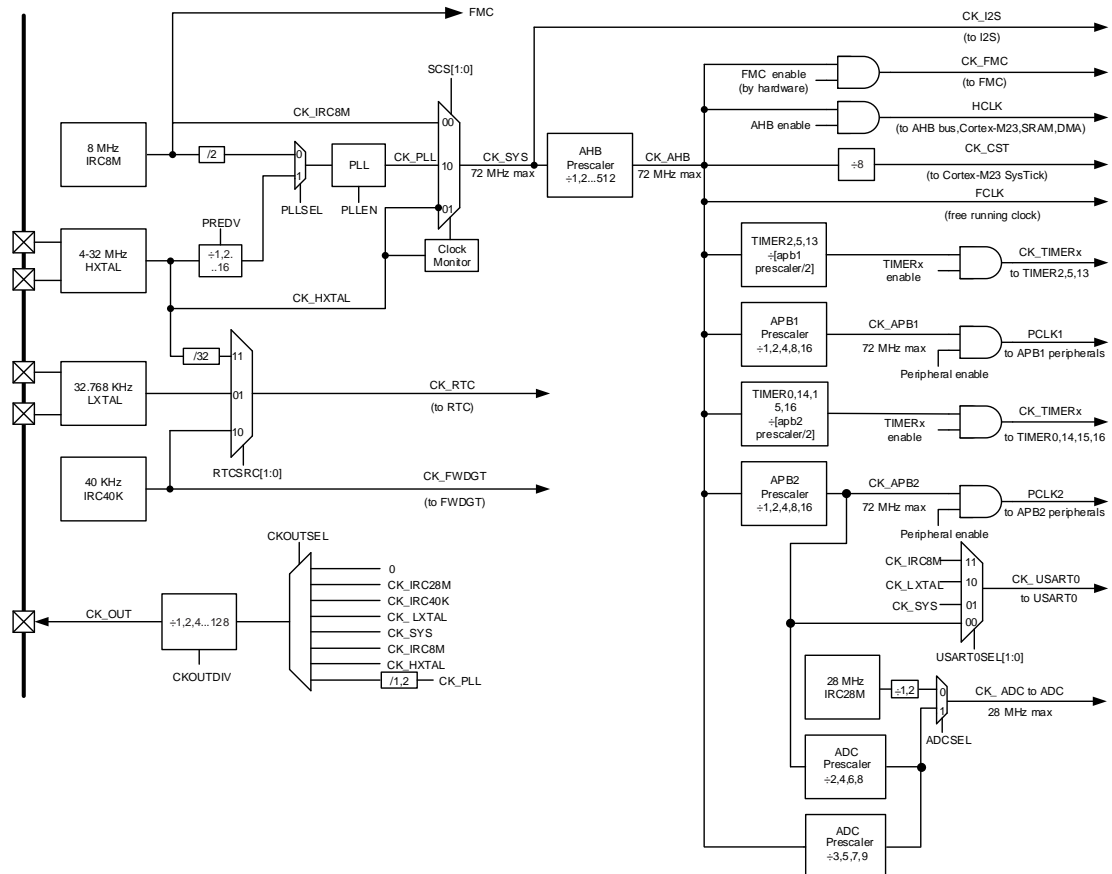 FMC
CK_I2S
(to I2S)
SCS[1:0]
FMC enable
(by hardware)
CK_FMC
(to FMC)
CK_IRC8M
00
AHB enable
HCLK
(to AHB bus,Cortex-M23,SRAM,DMA)
8 MHz
IRC8M
/2
0
1
PLL
CK_PLL
10
CK_SYS
72 MHz max
AHB
Prescaler
÷1,2...512
CK_AHB
72 MHz max
÷8
CK_CST
(to Cortex-M23 SysTick)
PLLSEL
PLLEN
01
FCLK
(free running clock)
PREDV
4-32 MHz
HXTAL
÷1,2.
..16
Clock
Monitor
TIMER2,5,13
÷[apb1
prescaler/2]
TIMERx
enable
CK_TIMERx
to TIMER2,5,13
CK_HXTAL
APB1
Prescaler
÷1,2,4,8,16
CK_APB1
72 MHz max
Peripheral enable
PCLK1
to APB1 peripherals
/32
11
32.768 KHz
LXTAL
01
CK_RTC
(to RTC)
10
TIMER0,14,1
5,16
÷[apb2
prescaler/2]
TIMERx
enable
CK_TIMERx
to TIMER0,14,15,16
RTCSRC[1:0]
40 KHz
IRC40K
CK_FWDGT
(to FWDGT)
APB2
Prescaler
÷1,2,4,8,16
CK_APB2
72 MHz max
Peripheral enable
PCLK2
to APB2 peripherals
CKOUTSEL
0
CK_IRC28M
CK_IRC40K
CK_LXTAL
CK_SYS
CK_IRC8M
CK_HXTAL
/1,2
CK_PLL
CK_OUT
÷1,2,4...128
CKOUTDIV
CK_IRC8M
11
CK_LXTAL
10
CK_SYS
01
00
CK_USART0
to USART0
USART0SEL[1:0]
28 MHz
IRC28M
÷1,2
0
1
CK_ ADC to ADC
28 MHz max
ADCSEL
ADC
Prescaler
÷2,4,6,8
ADC
Prescaler
÷3,5,7,9